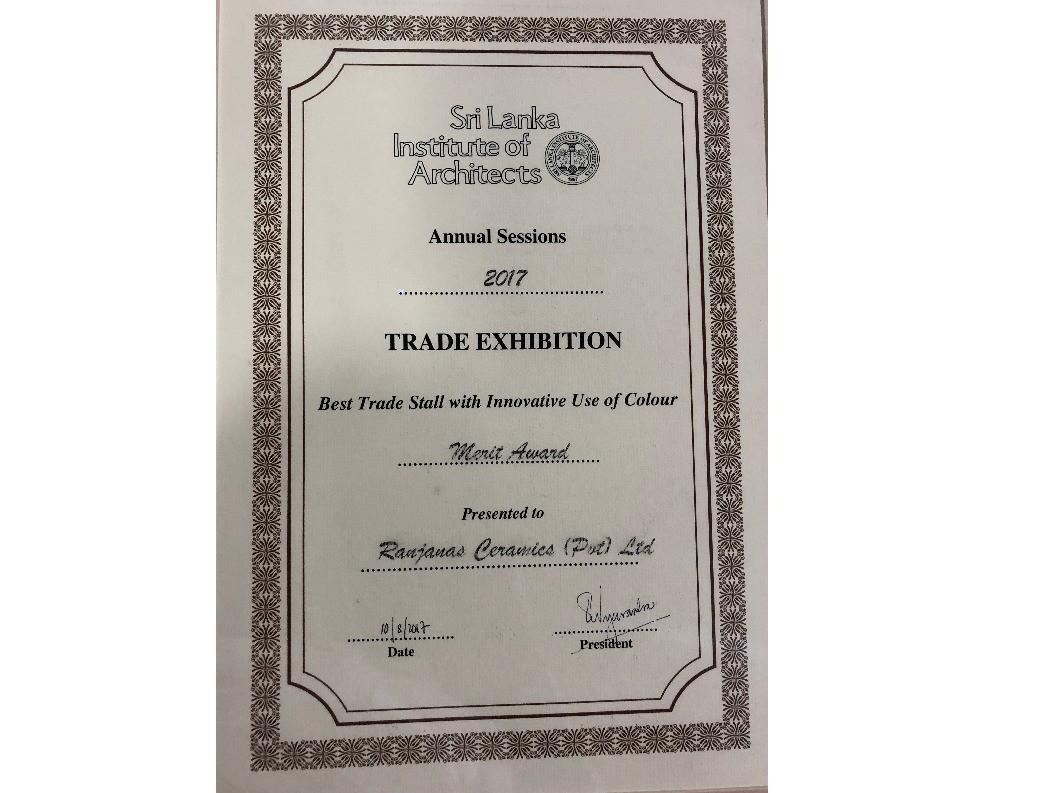 Sri Lanka
Institute of
Architects
Annual Sessions
2017
TRADE EXHIBITION
Best Trade Stall with Innovative Use of Colour
Merit Award
Presented to
Ranjanas Ceramics (Pvt) Ltd
10/8/2017
Date
President